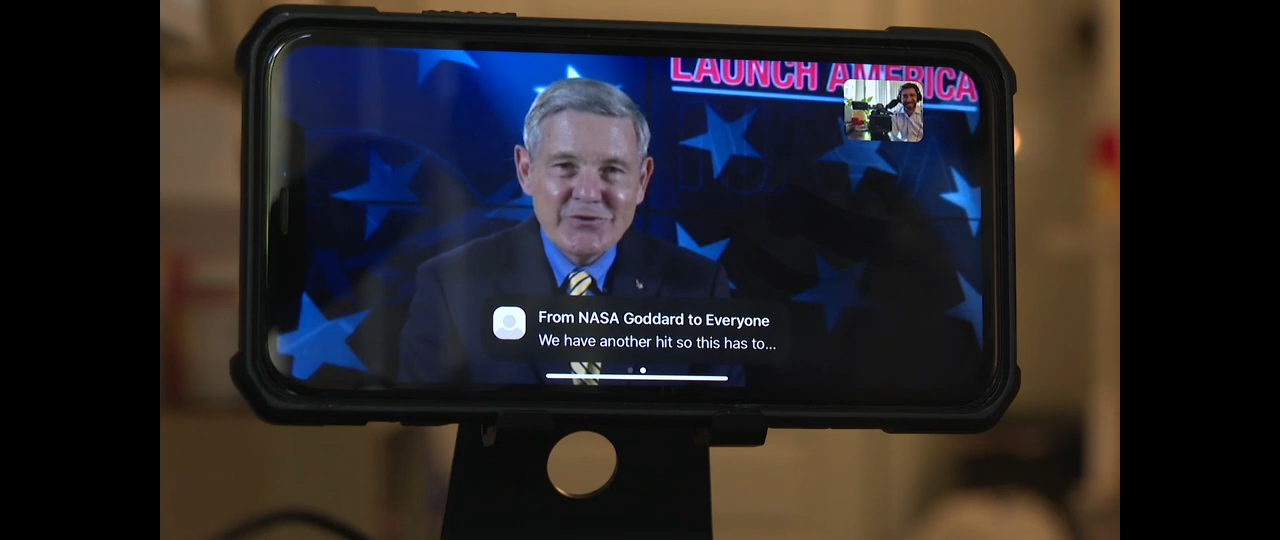 LAUNCH AMERICA
From NASA Goddard to Everyone
We have another hit so this has to...